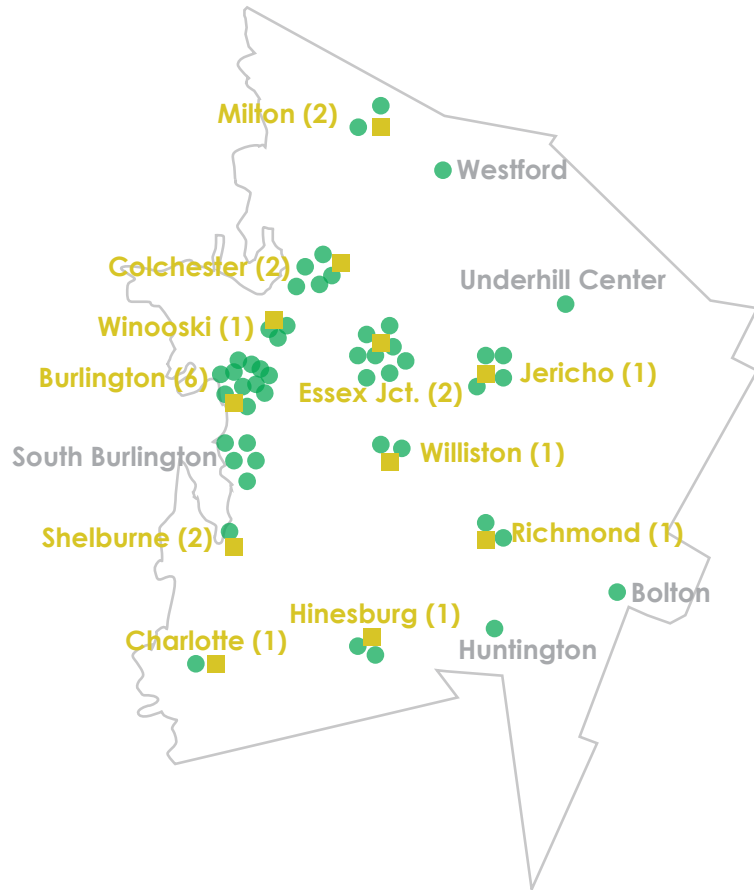 Milton (2)
Westford
Colchester (2)
Underhill Center
Winooski (1)
Burlington (6)
Essex Jct. (2)
Jericho (1)
South Burlington
Williston (1)
Shelburne (2)
Richmond (1)
Bolton
Hinesburg (1)
Charlotte (1)
Huntington